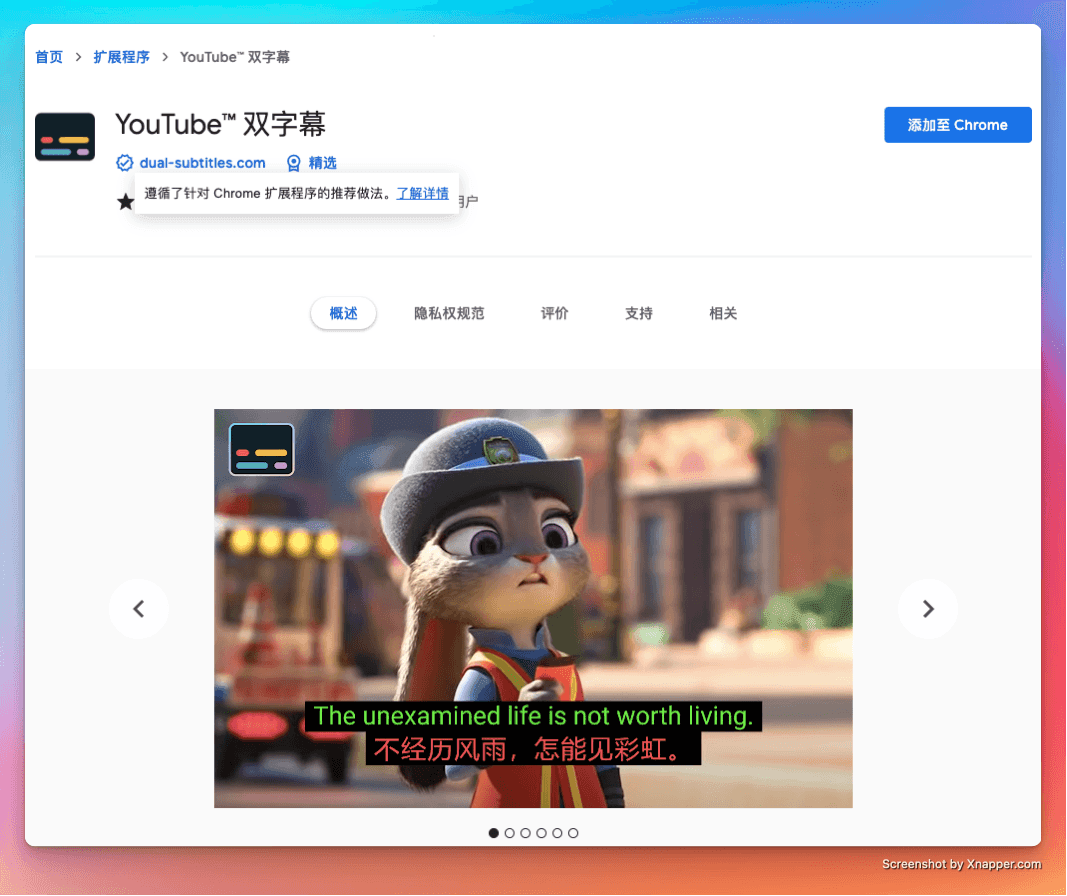 首页 > 扩展程序 > YouTube™ 双字幕
YouTube™ 双字幕
添加至 Chrome
dual-subtitles.com 精选
遵循了针对 Chrome 扩展程序的推荐做法。了解详情
用户
概述 隐私权规范 评价 支持 相关
The unexamined life is not worth living.
不经历风雨，怎能见彩虹。
Screenshot by Xnapper.com